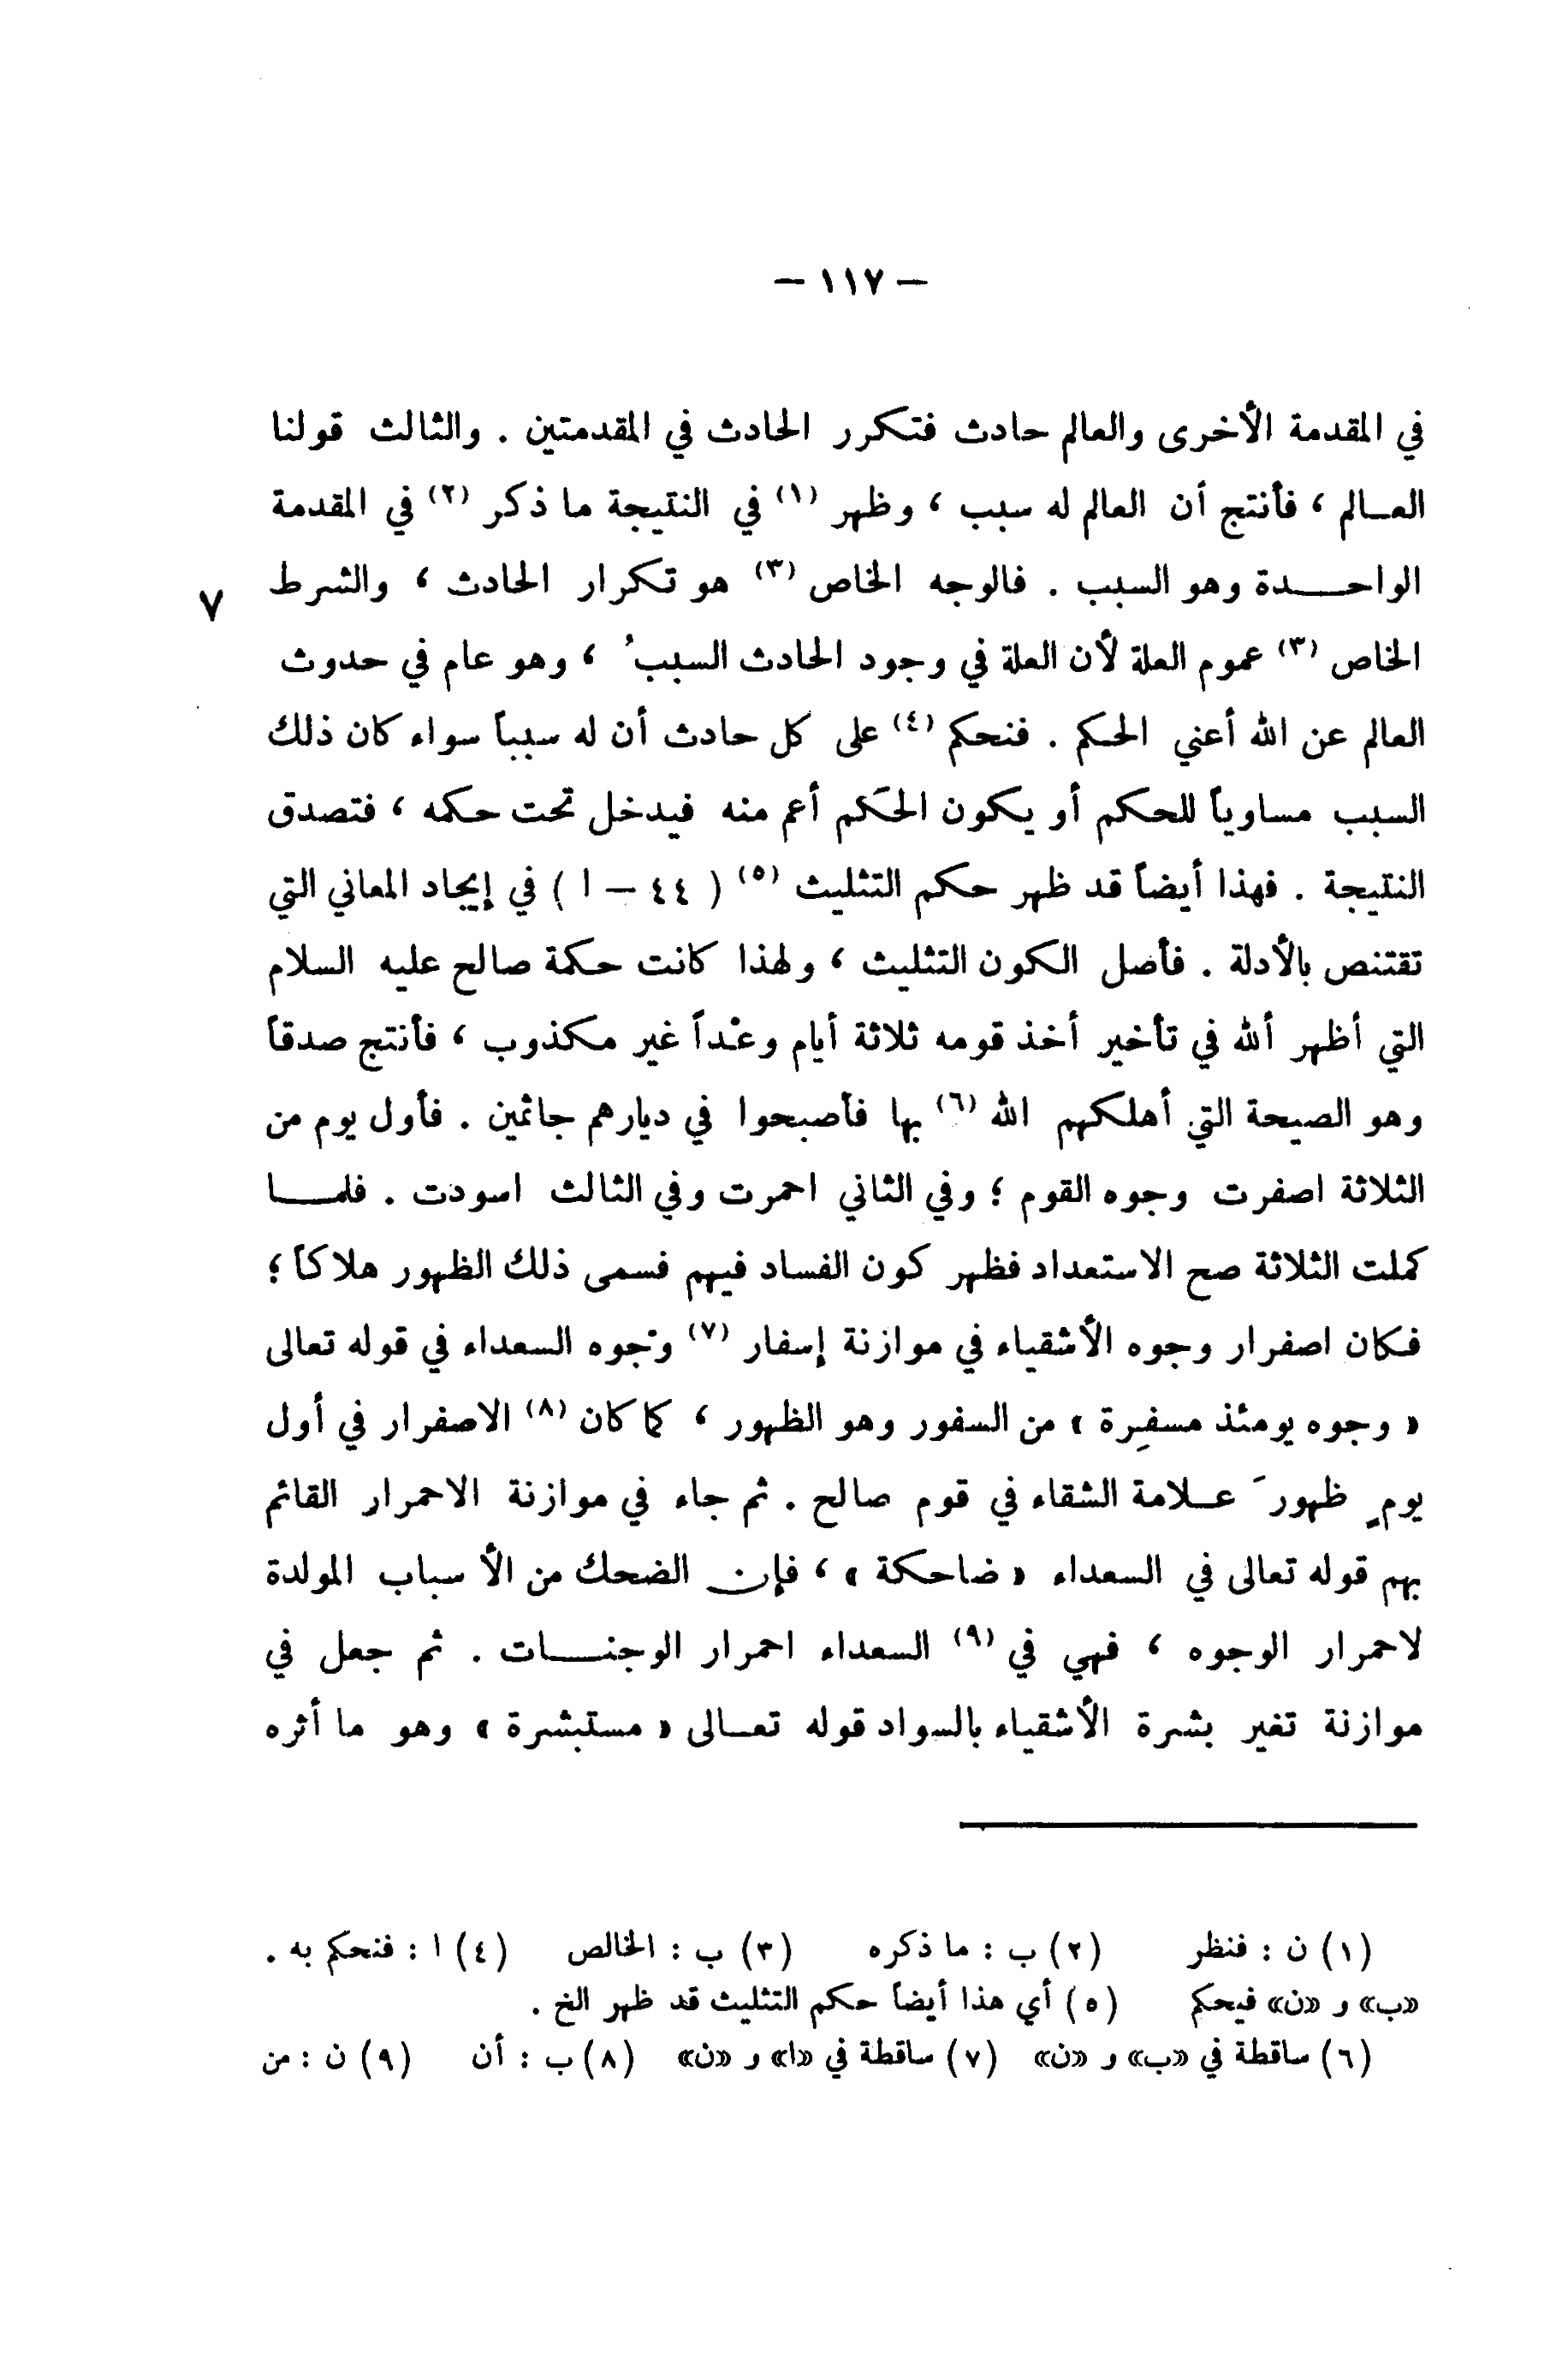 – ١١٧ –
في المقدمة الأخرى والعالم حادث فتكرر الحادث في المقدمتين . والثالث قولنا
العـالم ، فأنتج أن العالم له سبب ، وظهر (١) في النتيجة ما ذكر (٢) في المقدمة
الواحـــدة وهو السبب . فالوجه الخاص (٣) هو تكرار الحادث ، والشرط
٧
الخاص (٣) عموم العلة لأن العلة في وجود الحادث السببُ ، وهو عام في حدوث
العالم عن الله أعني الحكم . فنحكم (٤) على كل حادث أن له سبباً سواء كان ذلك
السبب مساوياً للحكم أو يكون الحكم أعم منه فيدخل تحت حكمه ، فتصدق
النتيجة . فهذا أيضاً قد ظهر حكم التثليث (٥) ( ٤٤ – ا ) في إيجاد المعاني التي
تقتنص بالأدلة . فأصل الكون التثليث ، ولهذا كانت حكمة صالح عليه السلام
التي أظهر ألله في تأخير أخذ قومه ثلاثة أيام وعْداً غير مكذوب ، فأنتج صدقاً
وهو الصيحة التي أهلكهم الله (٦) بها فأصبحوا في ديارهم جاثمين . فأول يوم من
الثلاثة اصفرت وجوه القوم ؛ وفي الثاني احمرت وفي الثالث اسودت . فلمــا
كملت الثلاثة صح الاستعداد فظهر كون الفساد فيهم فسمى ذلك الظهور هلاكاً ؛
فكان اصفرار وجوه الأشقياء في موازنة إسفار (٧) وُجوه السعداء في قوله تعالى
« وجوه يومئذ مسفِرة » من السفور وهو الظهور ، كما كان (٨) الاصفرار في أول
يومٍ ظهورَ عـلامة الشقاء في قوم صالح . ثم جاء في موازنة الاحمرار القائم
بهم قوله تعالى في السعداء « ضاحكة » ، فإن الضحك من الأسباب المولدة
لاحمرار الوجوه ، فهي في (٩) السعداء احمرار الوجنــات . ثم جعل في
موازنة تغير بشرة الأشقياء بالسواد قوله تعـالى « مستبشرة » وهو ما أثره
(١) ن : فنظر (٢) ب : ما ذكره (٣) ب : الخالص (٤) ا : فنحكم به .
«ب» و «ن» فيحكم (٥) أي هذا أيضاً حكم التثليث قد ظهر الخ .
(٦) ساقطة في «ب» و «ن» (٧) ساقطة في «ا» و «ن» (٨) ب : أن (٩) ن : من